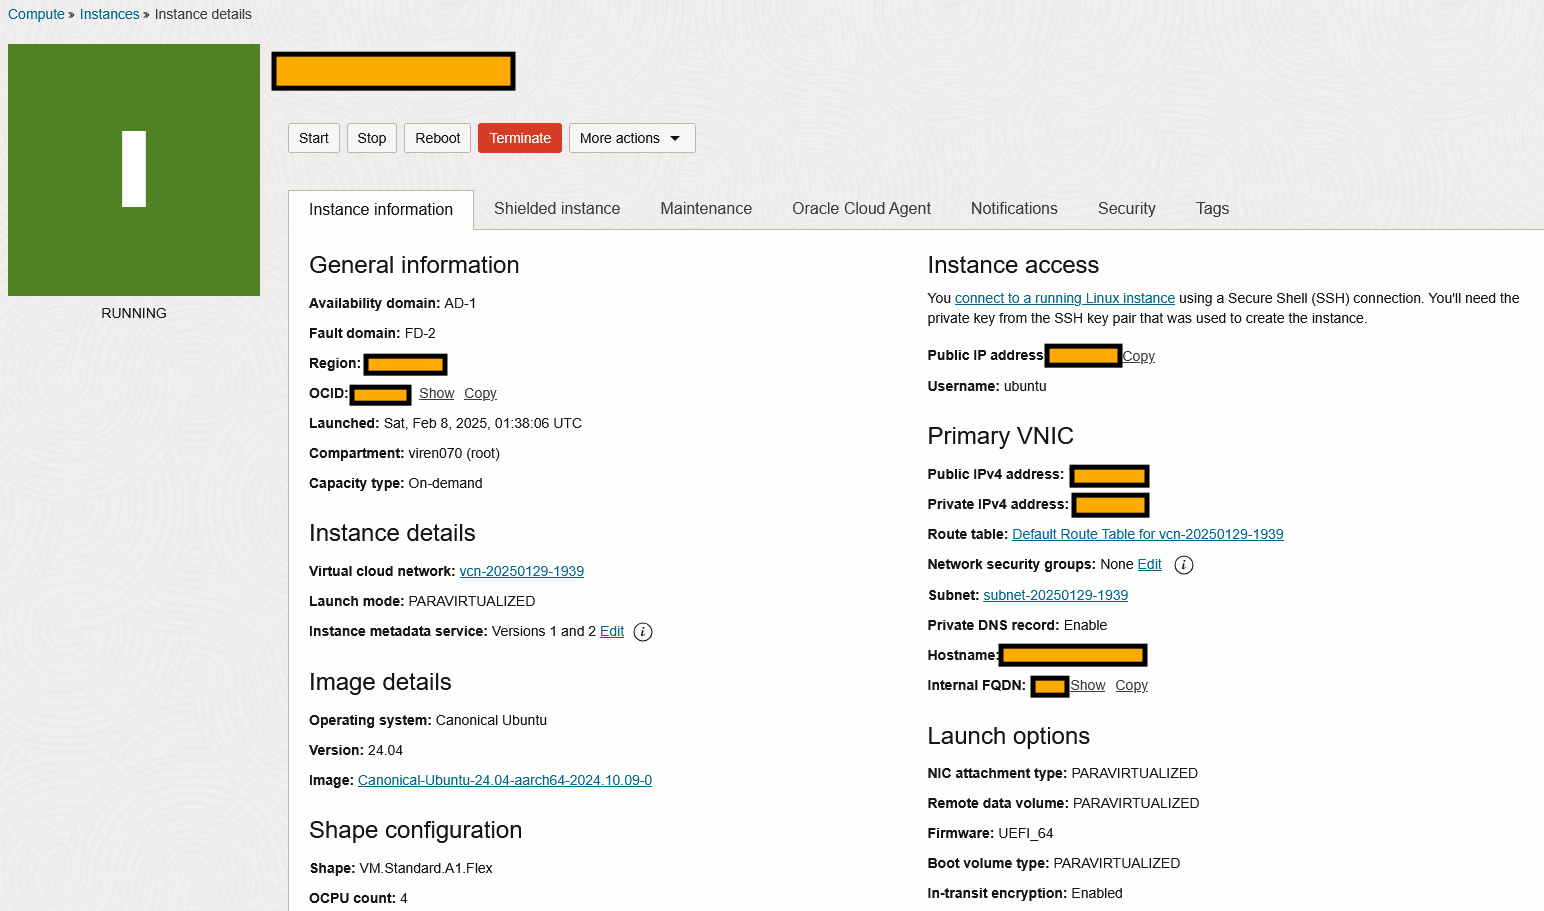 Compute » Instances » Instance details
Start Stop Reboot Terminate More actions
Instance information Shielded instance Maintenance Oracle Cloud Agent Notifications Security Tags
RUNNING
General information
Availability domain: AD-1
Fault domain: FD-2
Region:
OCID: Show Copy
Launched: Sat, Feb 8, 2025, 01:38:06 UTC
Compartment: viren070 (root)
Capacity type: On-demand
Instance details
Virtual cloud network: vcn-20250129-1939
Launch mode: PARAVIRTUALIZED
Instance metadata service: Versions 1 and 2 Edit i
Image details
Operating system: Canonical Ubuntu
Version: 24.04
Image: Canonical-Ubuntu-24.04-aarch64-2024.10.09-0
Shape configuration
Shape: VM.Standard.A1.Flex
OCPU count: 4
Instance access
You connect to a running Linux instance using a Secure Shell (SSH) connection. You'll need the
private key from the SSH key pair that was used to create the instance.
Public IP address Copy
Username: ubuntu
Primary VNIC
Public IPv4 address:
Private IPv4 address:
Route table: Default Route Table for vcn-20250129-1939
Network security groups: None Edit i
Subnet: subnet-20250129-1939
Private DNS record: Enable
Hostname:
Internal FQDN: Show Copy
Launch options
NIC attachment type: PARAVIRTUALIZED
Remote data volume: PARAVIRTUALIZED
Firmware: UEFI_64
Boot volume type: PARAVIRTUALIZED
In-transit encryption: Enabled